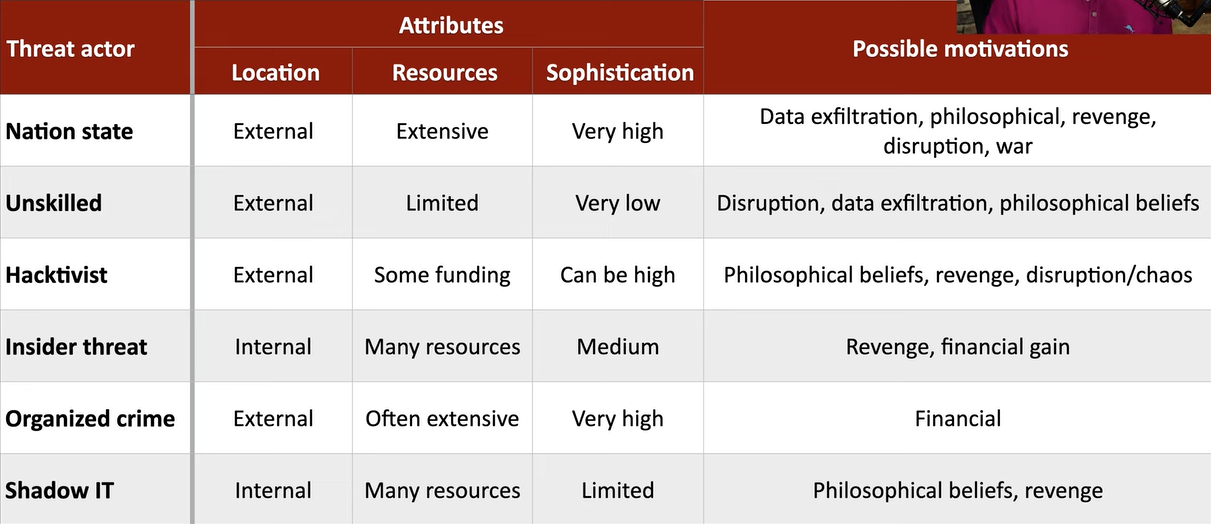 Threat actor
Attributes
Possible motivations
Location Resources Sophistication
Nation state External Extensive Very high Data exfiltration, philosophical, revenge,
disruption, war
Unskilled External Limited Very low Disruption, data exfiltration, philosophical beliefs
Hacktivist External Some funding Can be high Philosophical beliefs, revenge, disruption/chaos
Insider threat Internal Many resources Medium Revenge, financial gain
Organized crime External Often extensive Very high Financial
Shadow IT Internal Many resources Limited Philosophical beliefs, revenge